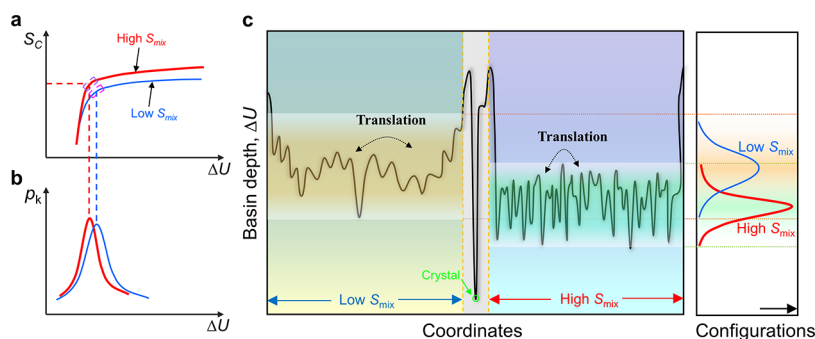 a
S_C
High S_mix
Low S_mix
ΔU
b
p_k
ΔU
c
Basin depth, ΔU
Translation
Translation
Crystal
Low S_mix
High S_mix
Coordinates
Low S_mix
High S_mix
Configurations